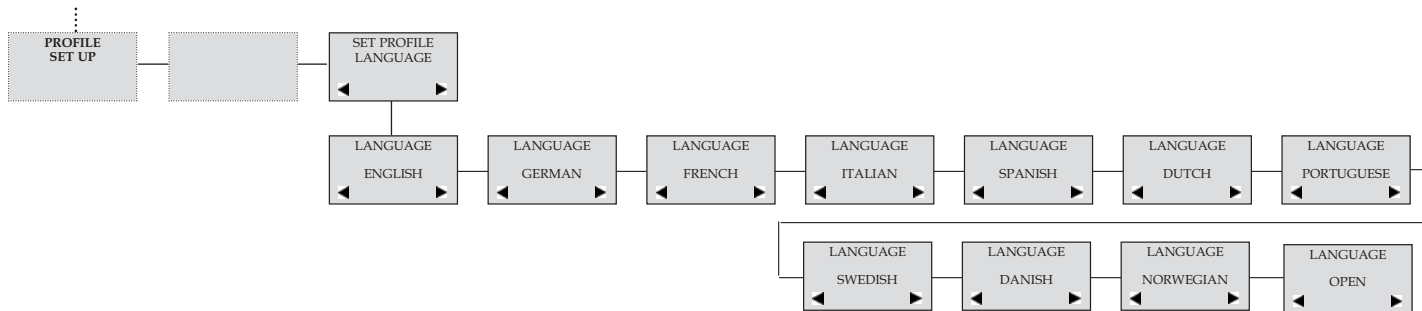 PROFILE
SET UP
SET PROFILE
LANGUAGE
LANGUAGE
ENGLISH
LANGUAGE
GERMAN
LANGUAGE
FRENCH
LANGUAGE
ITALIAN
LANGUAGE
SPANISH
LANGUAGE
DUTCH
LANGUAGE
PORTUGUESE
LANGUAGE
SWEDISH
LANGUAGE
DANISH
LANGUAGE
NORWEGIAN
LANGUAGE
OPEN